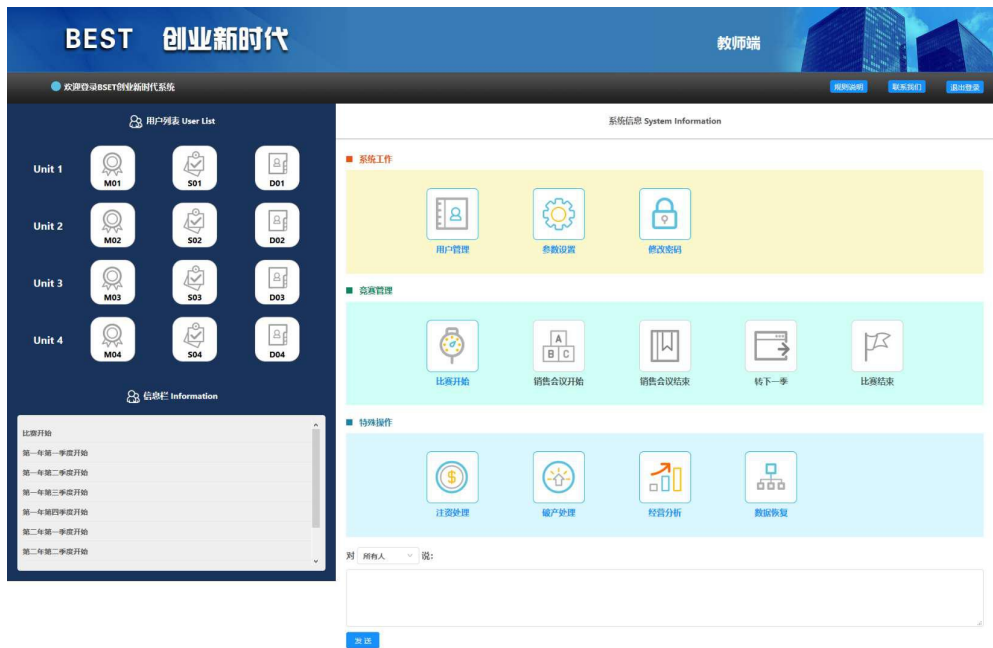 BEST 创业新时代
教师端
欢迎登录BSET创业新时代系统
规则说明 联系我们 退出登录
用户列表 User List
Unit 1 M01 S01 D01
Unit 2 M02 S02 D02
Unit 3 M03 S03 D03
Unit 4 M04 S04 D04
信息栏 Information
比赛开始
第一年第一季度开始
第一年第二季度开始
第一年第三季度开始
第一年第四季度开始
第二年第一季度开始
第二年第二季度开始
系统信息 System Information
系统工作
用户管理 参数设置 修改密码
竞赛管理
A
B C
比赛开始 销售会议开始 销售会议结束 转下一季 比赛结束
特殊操作
$
注资处理 破产处理 经营分析 数据恢复
对 所有人 说:
发送